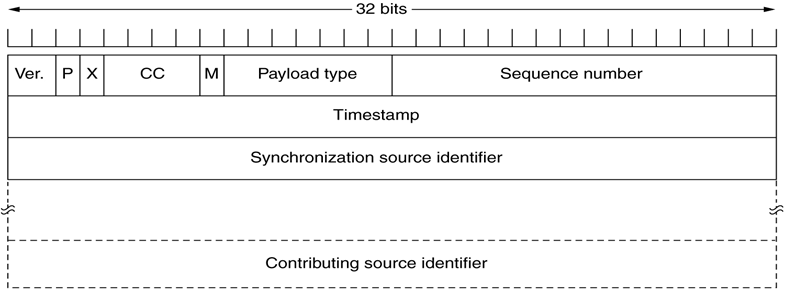 32 bits
Ver. P X CC M Payload type Sequence number
Timestamp
Synchronization source identifier
Contributing source identifier